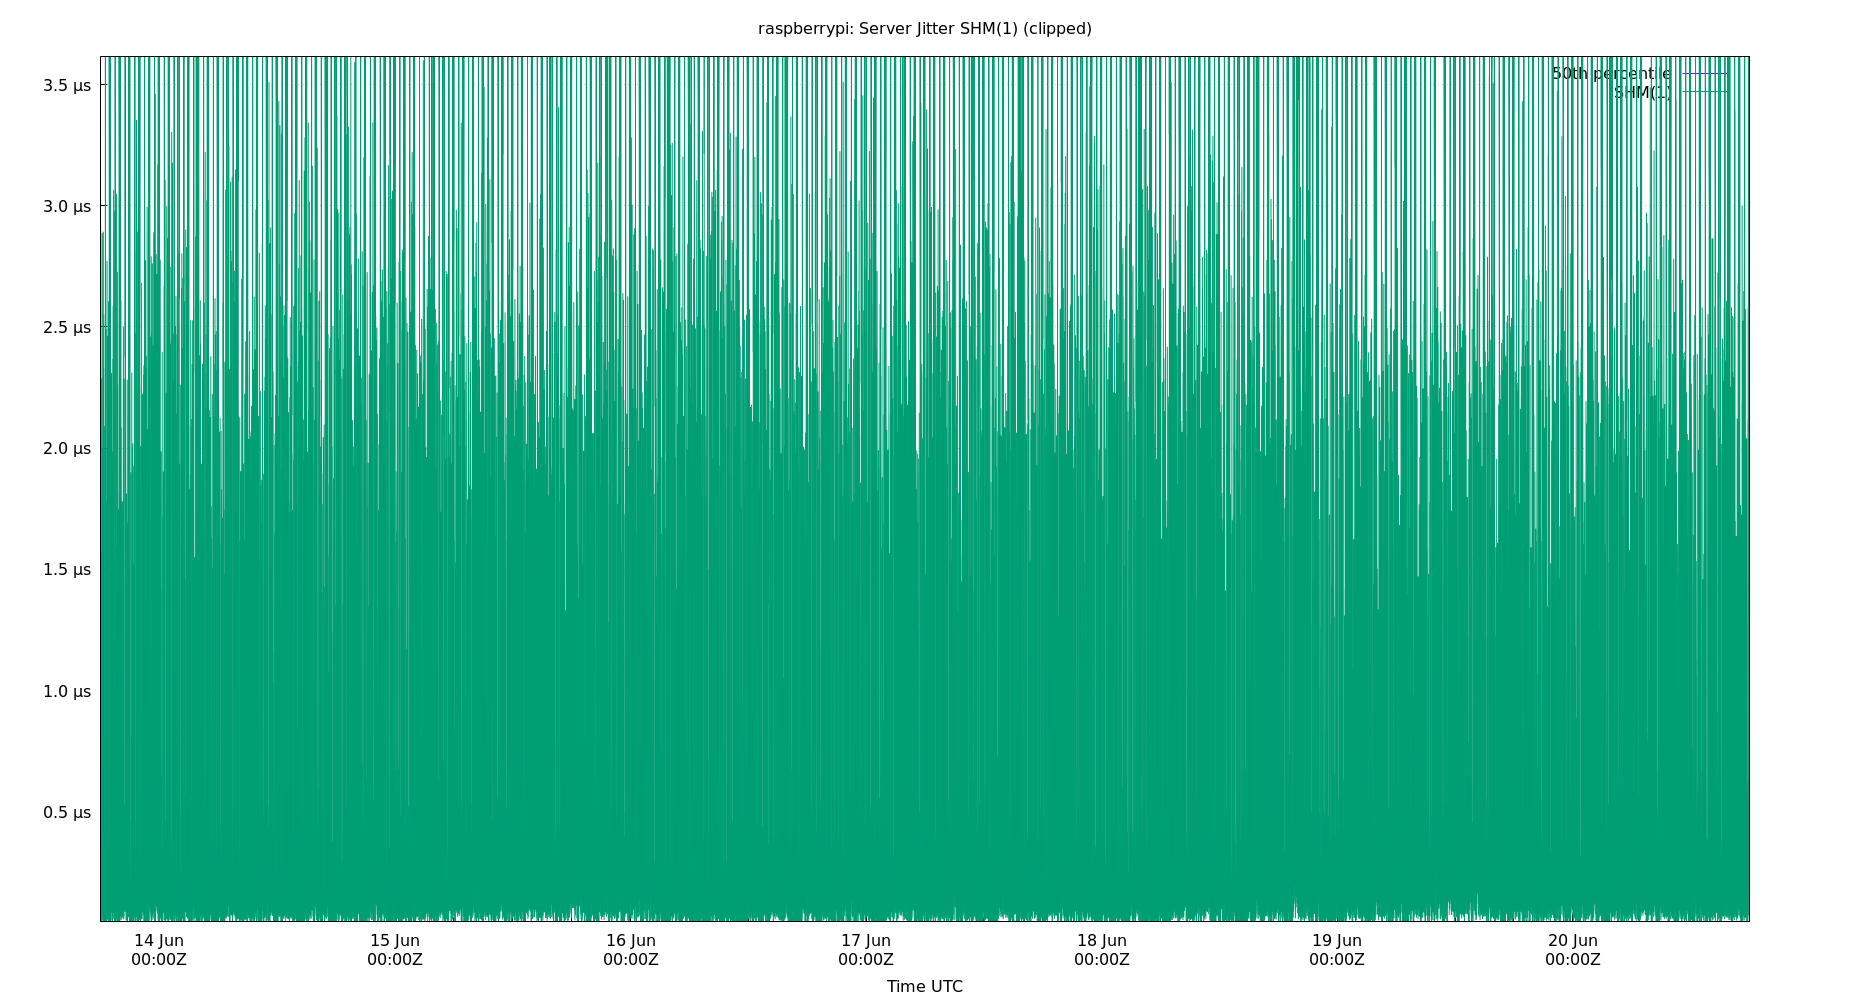 raspberrypi: Server Jitter SHM(1) (clipped)
50th percentile
SHM(1)
3.5 µs
3.0 µs
2.5 µs
2.0 µs
1.5 µs
1.0 µs
0.5 µs
14 Jun 15 Jun 16 Jun 17 Jun 18 Jun 19 Jun 20 Jun
00:00Z 00:00Z 00:00Z 00:00Z 00:00Z 00:00Z 00:00Z
Time UTC